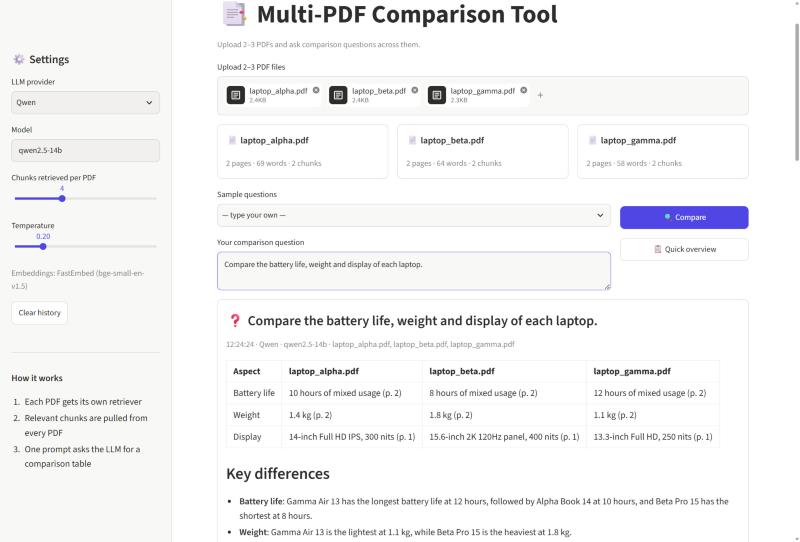 Multi-PDF Comparison Tool
Upload 2–3 PDFs and ask comparison questions across them.
Settings
LLM provider
Qwen
Model
qwen2.5-14b
Chunks retrieved per PDF
4
Temperature
0.20
Embeddings: FastEmbed (bge-small-en-
v1.5)
Clear history
How it works
1. Each PDF gets its own retriever
2. Relevant chunks are pulled from
every PDF
3. One prompt asks the LLM for a
comparison table
Upload 2–3 PDF files
laptop_alpha.pdf
2.4KB
laptop_beta.pdf
2.4KB
laptop_gamma.pdf
2.3KB
laptop_alpha.pdf
2 pages · 69 words · 2 chunks
laptop_beta.pdf
2 pages · 64 words · 2 chunks
laptop_gamma.pdf
2 pages · 58 words · 2 chunks
Sample questions
— type your own —
Compare
Your comparison question
Quick overview
Compare the battery life, weight and display of each laptop.
Compare the battery life, weight and display of each laptop.
12:24:24 · Qwen · qwen2.5-14b · laptop_alpha.pdf, laptop_beta.pdf, laptop_gamma.pdf
Aspect laptop_alpha.pdf laptop_beta.pdf laptop_gamma.pdf
Battery life 10 hours of mixed usage (p. 2) 8 hours of mixed usage (p. 2) 12 hours of mixed usage (p. 2)
Weight 1.4 kg (p. 2) 1.8 kg (p. 2) 1.1 kg (p. 2)
Display 14-inch Full HD IPS, 300 nits (p. 1) 15.6-inch 2K 120Hz panel, 400 nits (p. 1) 13.3-inch Full HD, 250 nits (p. 1)
Key differences
• Battery life: Gamma Air 13 has the longest battery life at 12 hours, followed by Alpha Book 14 at 10 hours, and Beta Pro 15 has the
shortest at 8 hours.
• Weight: Gamma Air 13 is the lightest at 1.1 kg, while Beta Pro 15 is the heaviest at 1.8 kg.